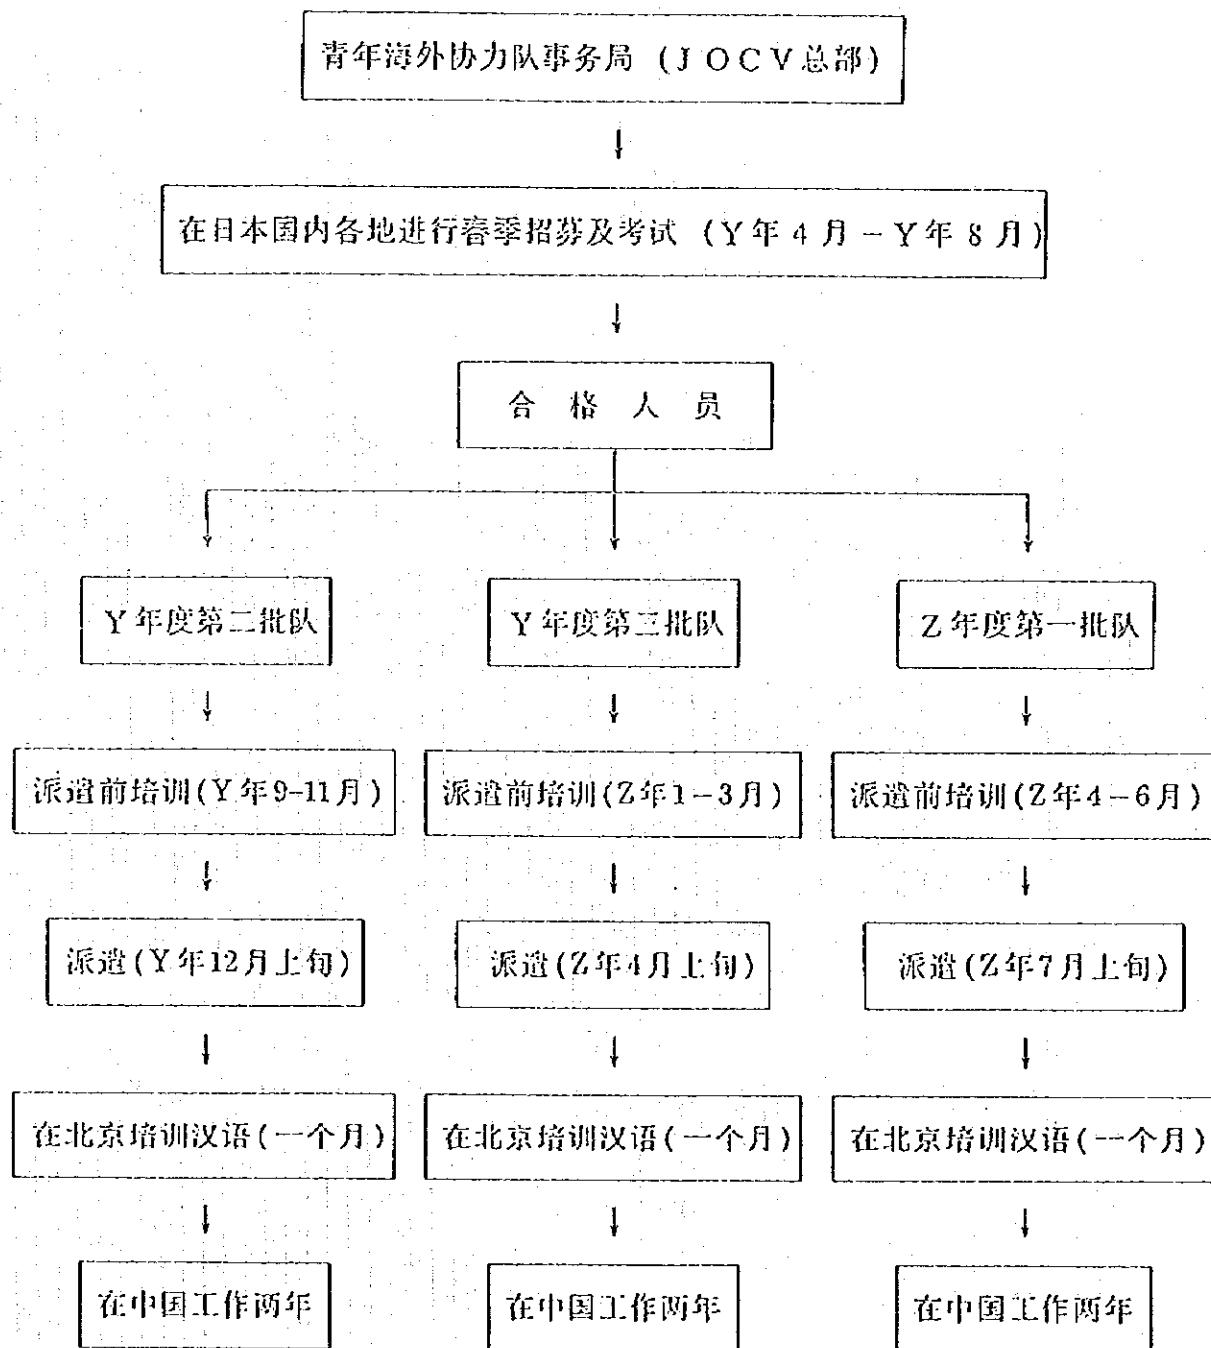 青年海外协力队事务局 (JOCV总部)
在日本国内各地进行春季招募及考试 (Y年4月－Y年8月)
合格人员
Y年度第二批队
Y年度第三批队
Z年度第一批队
派遣前培训(Y年9-11月)
派遣前培训(Z年1-3月)
派遣前培训(Z年4-6月)
派遣(Y年12月上旬)
派遣(Z年4月上旬)
派遣(Z年7月上旬)
在北京培训汉语(一个月)
在北京培训汉语(一个月)
在北京培训汉语(一个月)
在中国工作两年
在中国工作两年
在中国工作两年